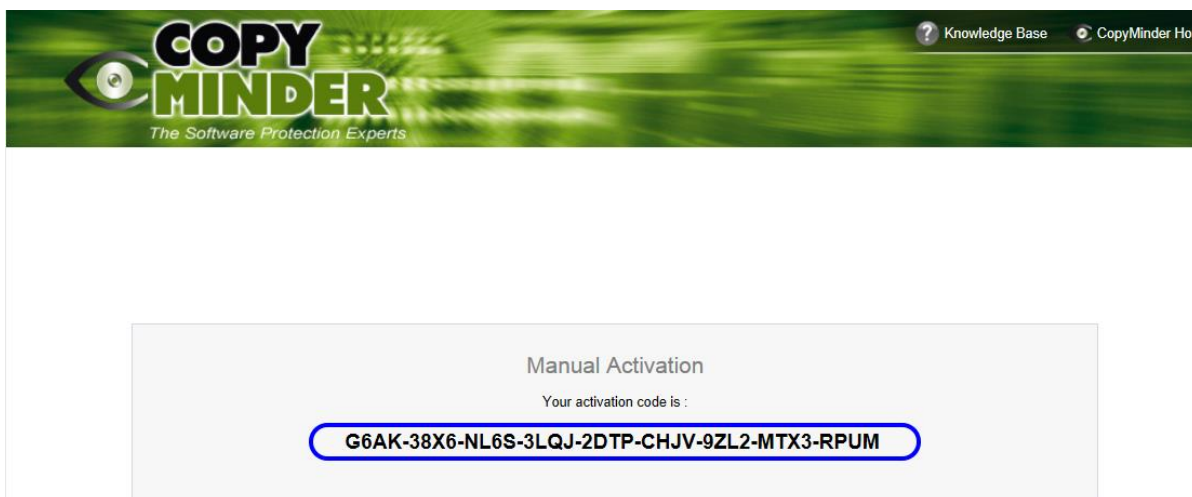 COPY
MINDER
The Software Protection Experts
? Knowledge Base
CopyMinder Ho
Manual Activation
Your activation code is :
G6AK-38X6-NL6S-3LQJ-2DTP-CHJV-9ZL2-MTX3-RPUM